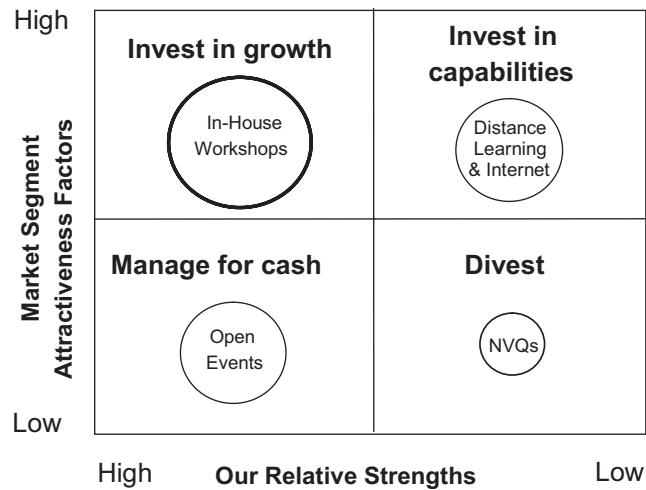 High
Invest in growth
Invest in
capabilities
In-House
Workshops
Distance
Learning
& Internet
Market Segment
Attractiveness Factors
Manage for cash
Divest
Open
Events
NVQs
Low
High
Our Relative Strengths
Low